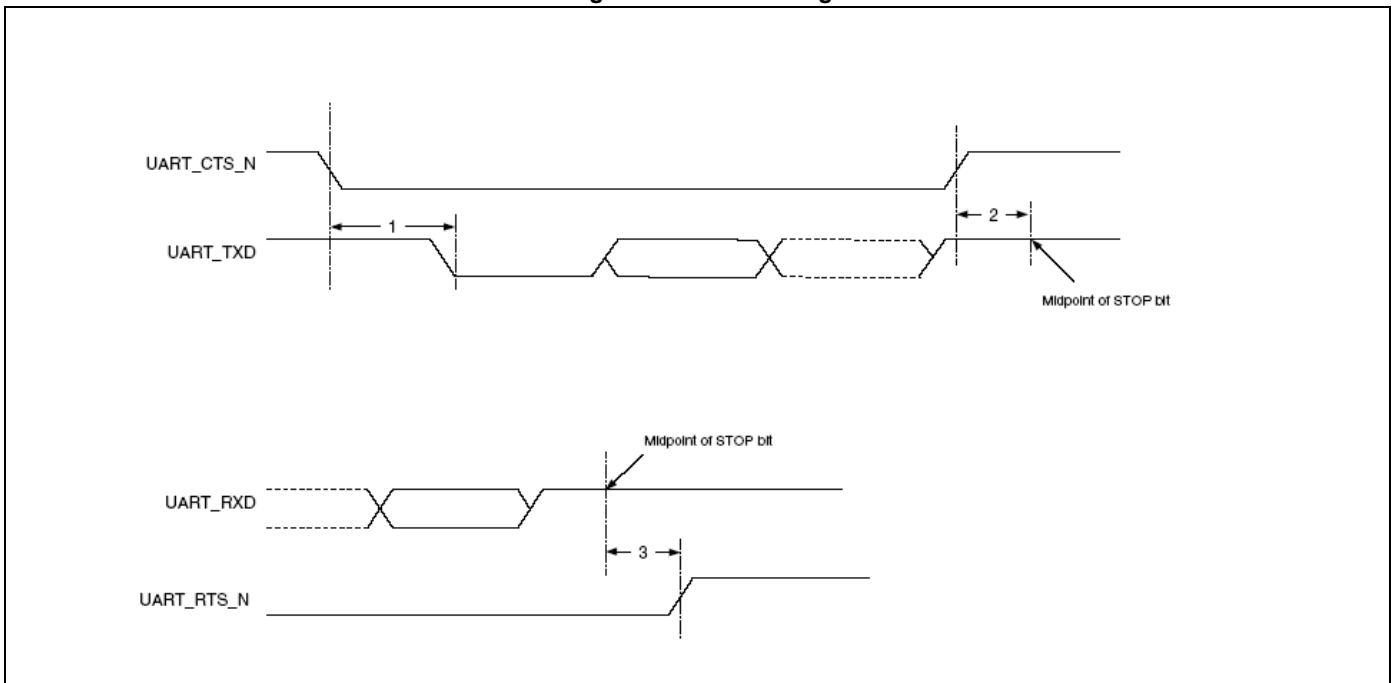 UART_CTS_N
1
2
UART_TXD
Midpoint of STOP bit
Midpoint of STOP bit
UART_RXD
3
UART_RTS_N